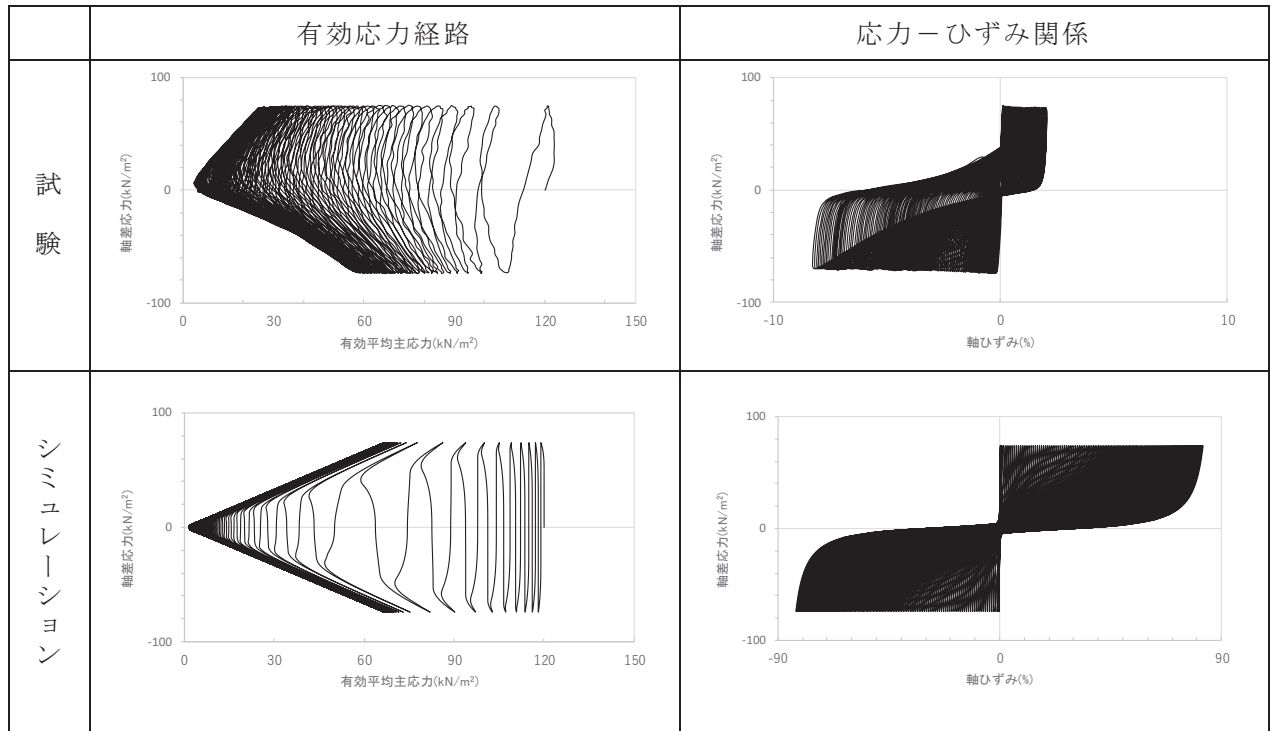 有効応力経路
応力－ひずみ関係
試験
100
0
-100
軸差応力(kN/m²)
0 30 60 90 120 150
有効平均主応力(kN/m²)
100
0
-100
軸差応力(kN/m²)
-10 0 10
軸ひずみ(%)
シミュレーション
100
0
-100
軸差応力(kN/m²)
0 30 60 90 120 150
有効平均主応力(kN/m²)
100
0
-100
軸差応力(kN/m²)
-90 0 90
軸ひずみ(%)